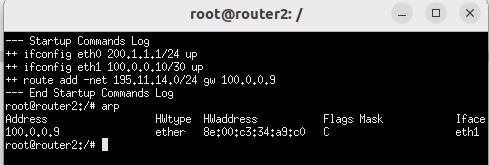 root@router2: /
--- Startup Commands Log
++ ifconfig eth0 200.1.1.1/24 up
++ ifconfig eth1 100.0.0.10/30 up
++ route add -net 195.11.14.0/24 gw 100.0.0.9
--- End Startup Commands Log
root@router2:/# arp
Address HWtype HWaddress Flags Mask Iface
100.0.0.9 ether 8e:00:c3:34:a9:c0 C eth1
root@router2:/#